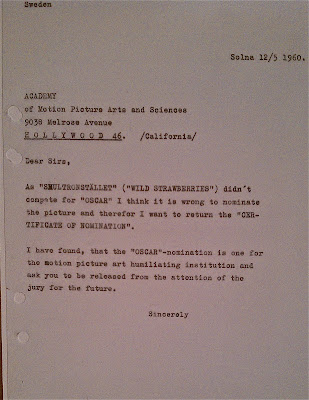 Sweden
Solna 12/5 1960.
ACADEMY
of Motion Picture Arts and Sciences
9038 Melrose Avenue
HOLLYWOOD 46. /California/
Dear Sirs,
As "SMULTRONSTÄLLET" ("WILD STRAWBERRIES") didn't
compete for "OSCAR" I think it is wrong to nominate
the picture and therefor I want to return the "CER-
TIFICATE OF NOMINATION".
I have found, that the "OSCAR"-nomination is one for
the motion picture art humiliating institution and
ask you to be released from the attention of the
jury for the future.
Sincerely